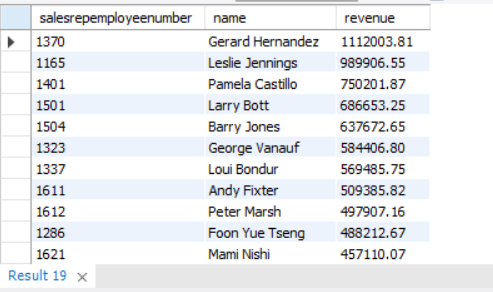 salesrepemployeenumber name revenue
1370 Gerard Hernandez 1112003.81
1165 Leslie Jennings 989906.55
1401 Pamela Castillo 750201.87
1501 Larry Bott 686653.25
1504 Barry Jones 637672.65
1323 George Vanauf 584406.80
1337 Loui Bondur 569485.75
1611 Andy Fixter 509385.82
1612 Peter Marsh 497907.16
1286 Foon Yue Tseng 488212.67
1621 Mami Nishi 457110.07
Result 19